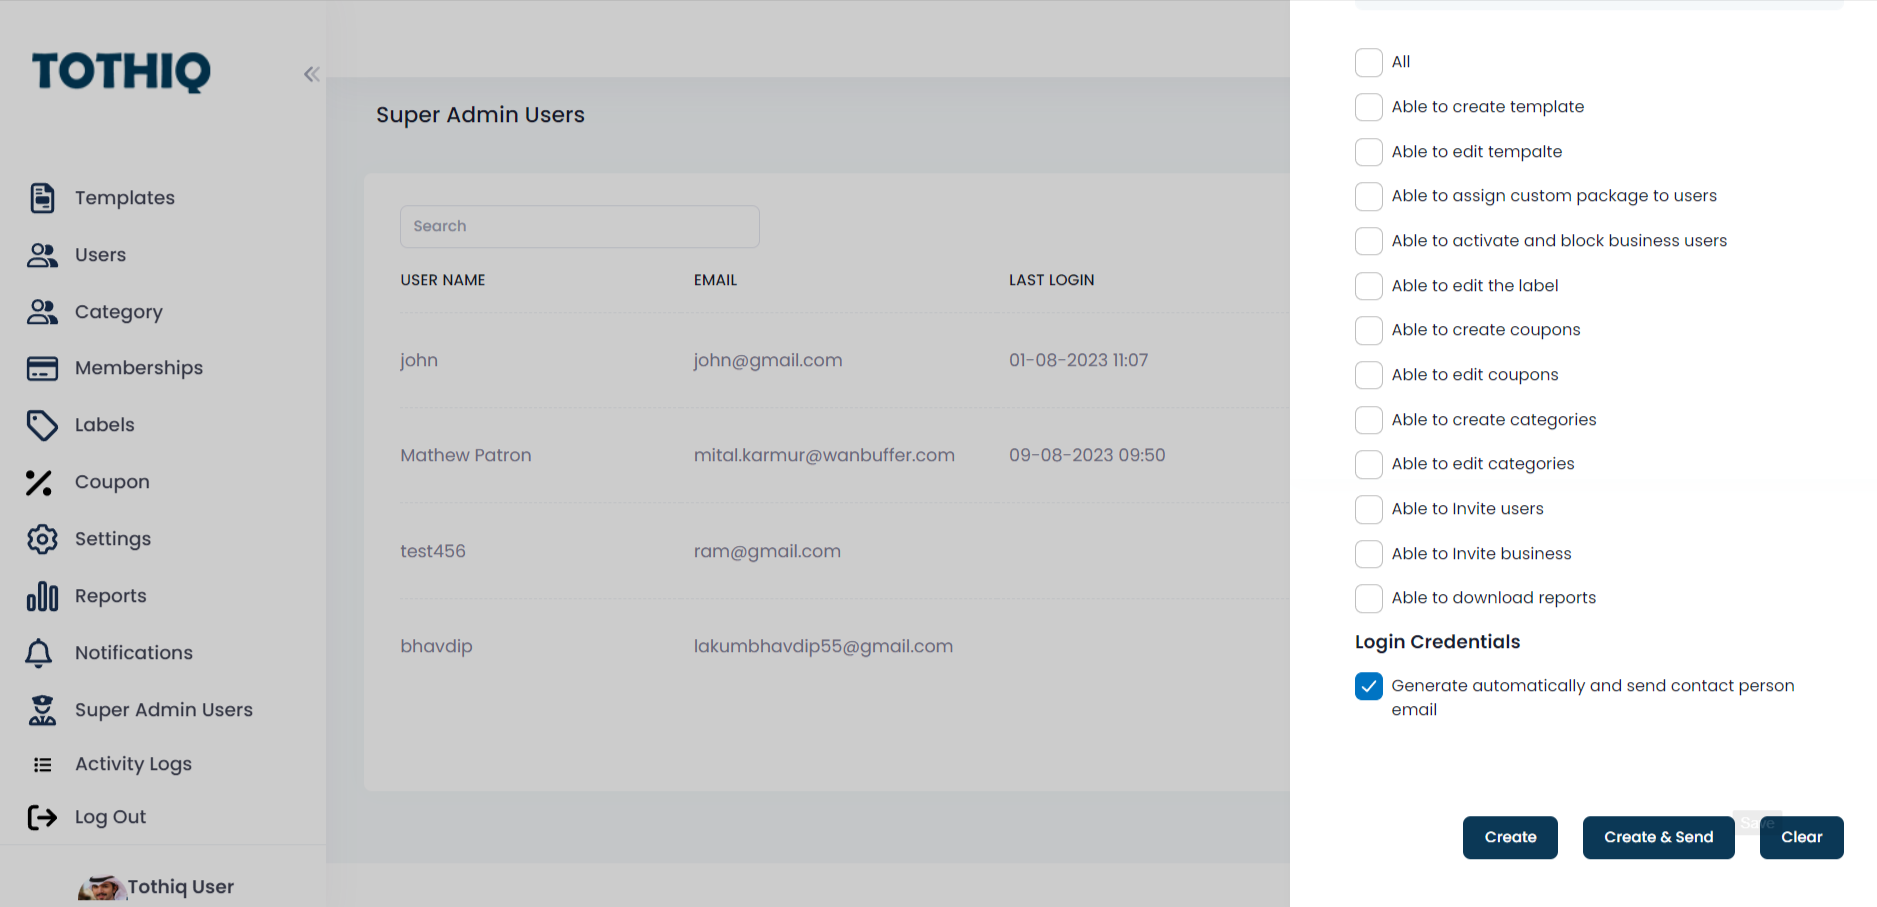 TOTHIQ
Templates
Users
Category
Memberships
Labels
Coupon
Settings
Reports
Notifications
Super Admin Users
Activity Logs
Log Out
Tothiq User
Super Admin Users
Search
USER NAME EMAIL LAST LOGIN
john john@gmail.com 01-08-2023 11:07
Mathew Patron mital.karmur@wanbuffer.com 09-08-2023 09:50
test456 ram@gmail.com
bhavdip lakumbhavdip55@gmail.com
All
Able to create template
Able to edit tempalte
Able to assign custom package to users
Able to activate and block business users
Able to edit the label
Able to create coupons
Able to edit coupons
Able to create categories
Able to edit categories
Able to Invite users
Able to Invite business
Able to download reports
Login Credentials
Generate automatically and send contact person
email
Save
Create Create & Send Clear